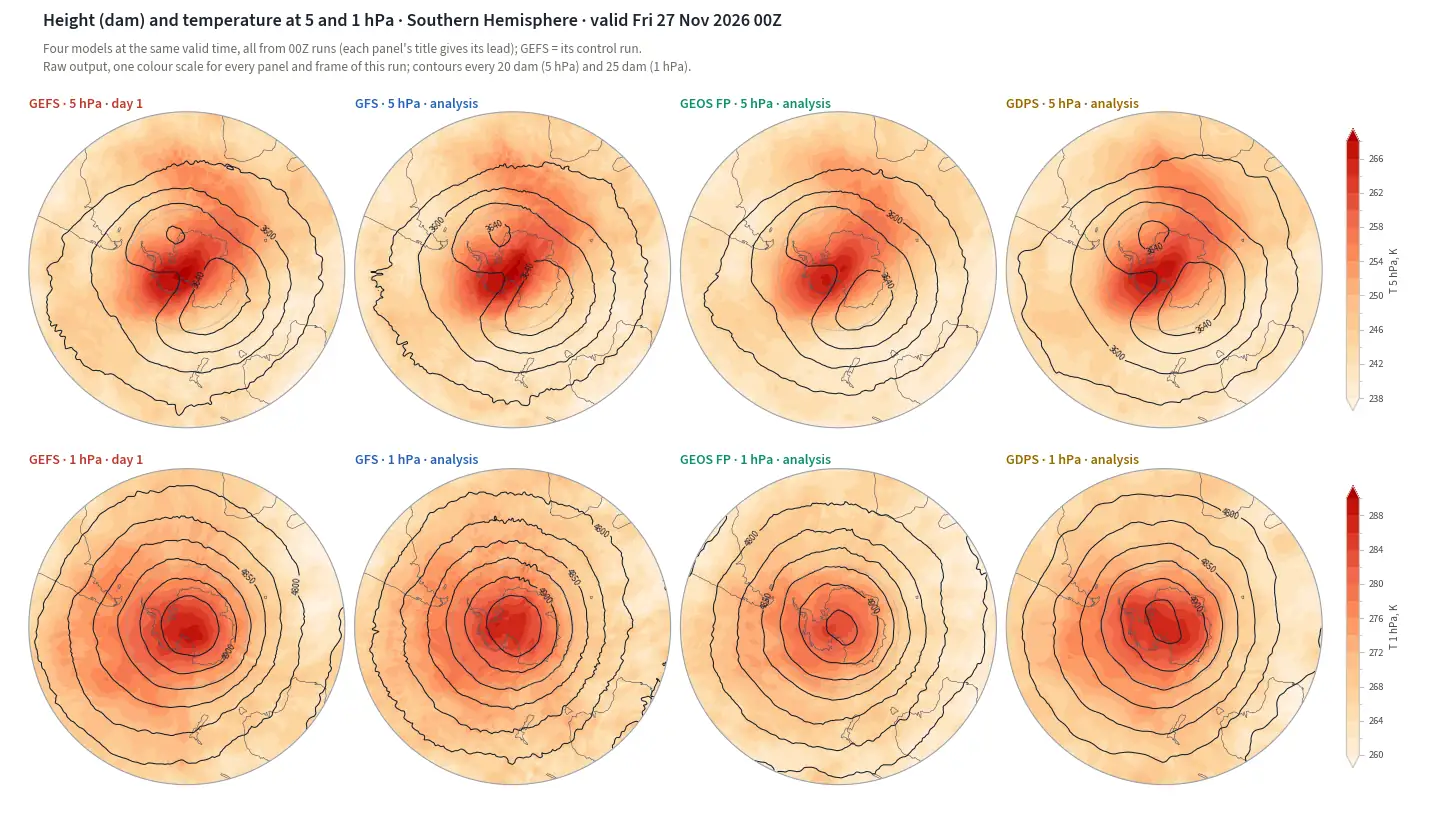 Height (dam) and temperature at 5 and 1 hPa · Southern Hemisphere · valid Fri 27 Nov 2026 00Z
Four models at the same valid time, all from 00Z runs (each panel's title gives its lead); GEFS = its control run.
Raw output, one colour scale for every panel and frame of this run; contours every 20 dam (5 hPa) and 25 dam (1 hPa).
GEFS · 5 hPa · day 1
GFS · 5 hPa · analysis
GEOS FP · 5 hPa · analysis
GDPS · 5 hPa · analysis
3600
3640
3600
3640
3640
3600
3640
3640
3640
3600
266
262
258
254
250
246
242
238
T 5 hPa, K
GEFS · 1 hPa · day 1
GFS · 1 hPa · analysis
GEOS FP · 1 hPa · analysis
GDPS · 1 hPa · analysis
4850
4800
4900
4800
4850
4900
4800
4850
4900
4800
4850
4900
288
284
280
276
272
268
264
260
T 1 hPa, K